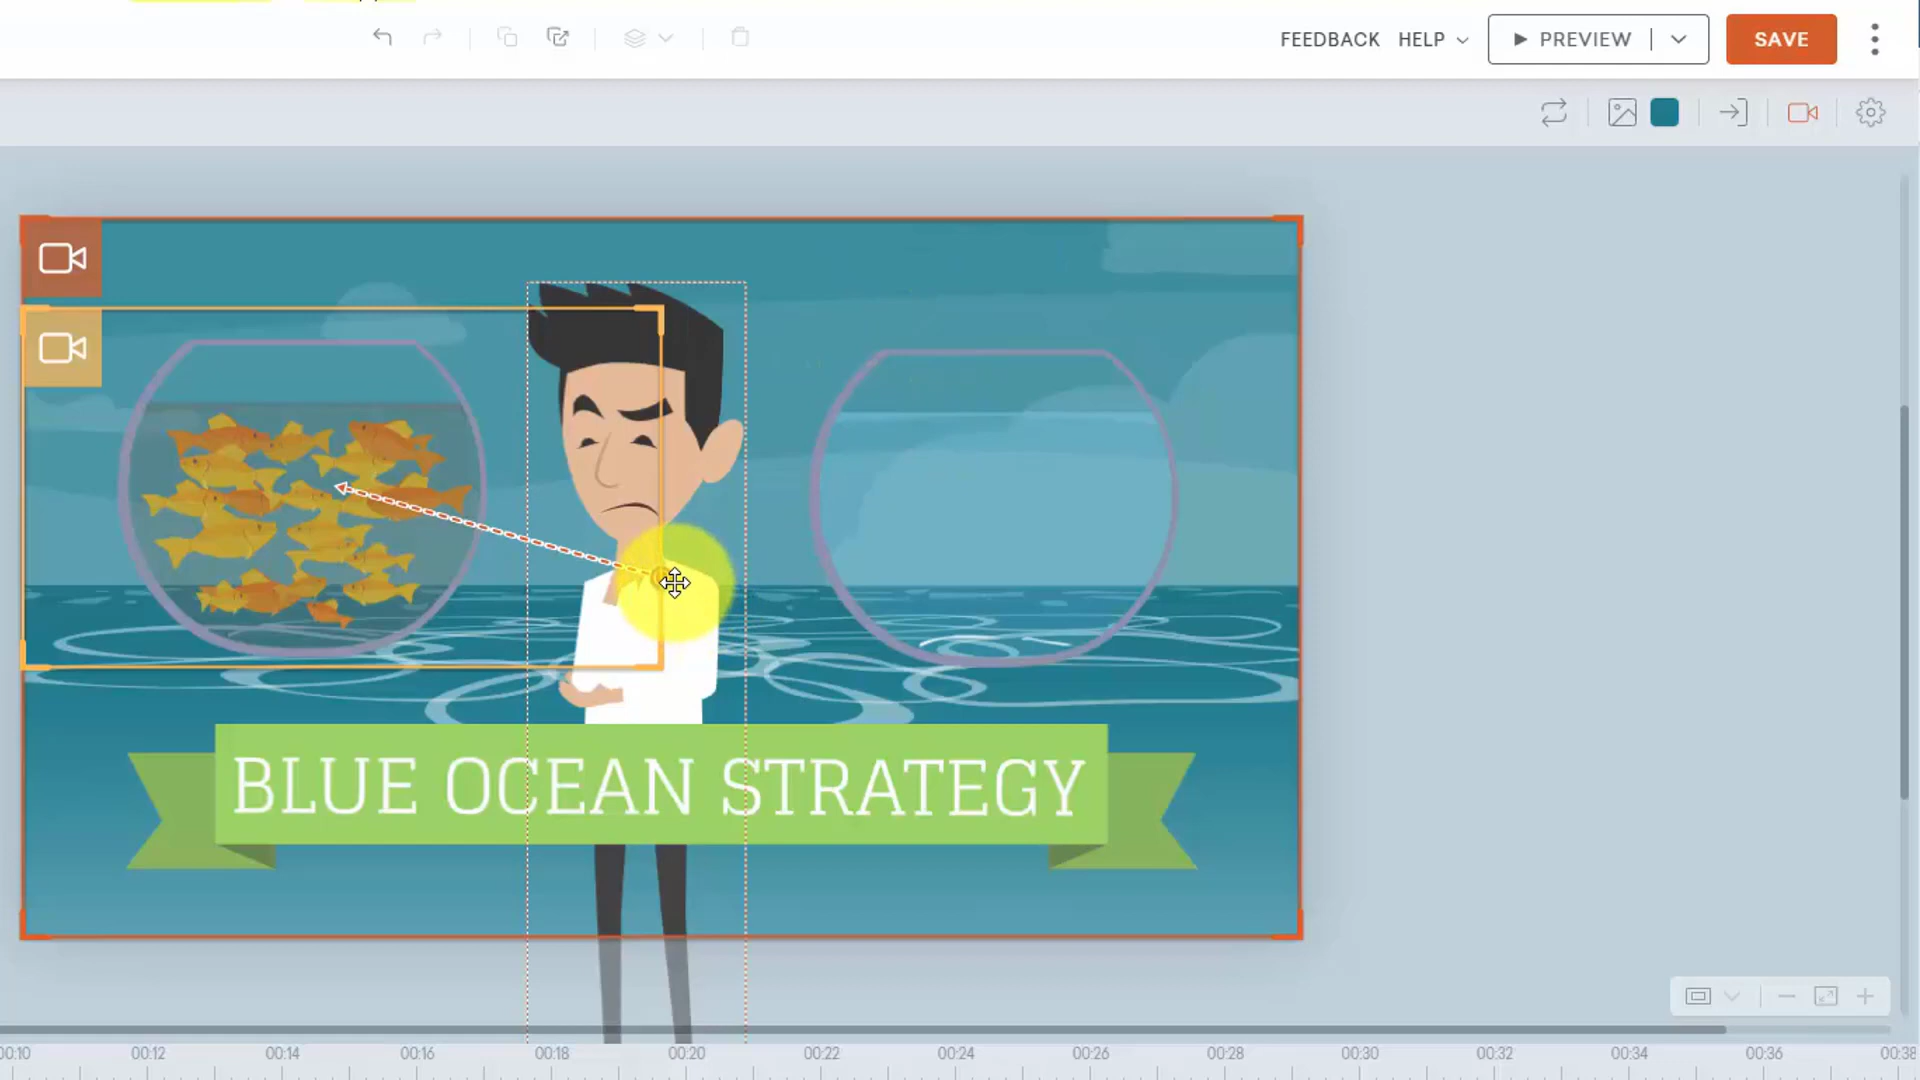 FEEDBACK HELP PREVIEW SAVE
BLUE OCEAN STRATEGY
00:10 00:12 00:14 00:16 00:18 00:20 00:22 00:24 00:26 00:28 00:30 00:32 00:34 00:36 00:38